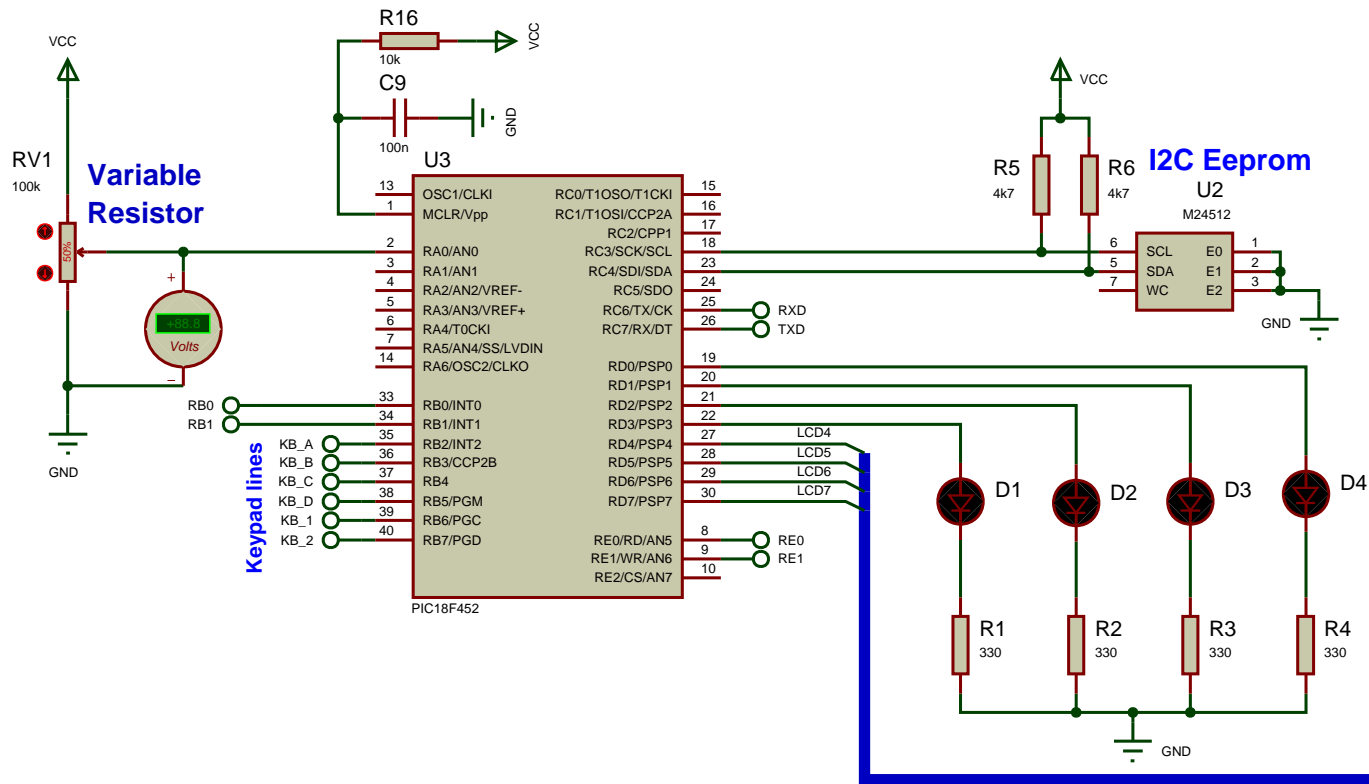 R16
10k
VCC
VCC
C9
100n
GND
RV1
100k
50%
Variable
Resistor
+88.8
Volts
+
−
GND
U3
13 OSC1/CLKI
1 MCLR/Vpp
2 RA0/AN0
3 RA1/AN1
4 RA2/AN2/VREF-
5 RA3/AN3/VREF+
6 RA4/T0CKI
7 RA5/AN4/SS/LVDIN
14 RA6/OSC2/CLKO
RB0 33 RB0/INT0
RB1 34 RB1/INT1
KB_A 35 RB2/INT2
KB_B 36 RB3/CCP2B
KB_C 37 RB4
KB_D 38 RB5/PGM
KB_1 39 RB6/PGC
KB_2 40 RB7/PGD
Keypad lines
RC0/T1OSO/T1CKI 15
RC1/T1OSI/CCP2A 16
RC2/CPP1 17
RC3/SCK/SCL 18
RC4/SDI/SDA 23
RC5/SDO 24
RC6/TX/CK 25 RXD
RC7/RX/DT 26 TXD
RD0/PSP0 19
RD1/PSP1 20
RD2/PSP2 21
RD3/PSP3 22
RD4/PSP4 27 LCD4
RD5/PSP5 28 LCD5
RD6/PSP6 29 LCD6
RD7/PSP7 30 LCD7
RE0/RD/AN5 8 RE0
RE1/WR/AN6 9 RE1
RE2/CS/AN7 10
PIC18F452
VCC
R5
4k7
R6
4k7
I2C Eeprom
U2
M24512
6 SCL E0 1
5 SDA E1 2
7 WC E2 3
GND
D1
D2
D3
D4
R1
330
R2
330
R3
330
R4
330
GND